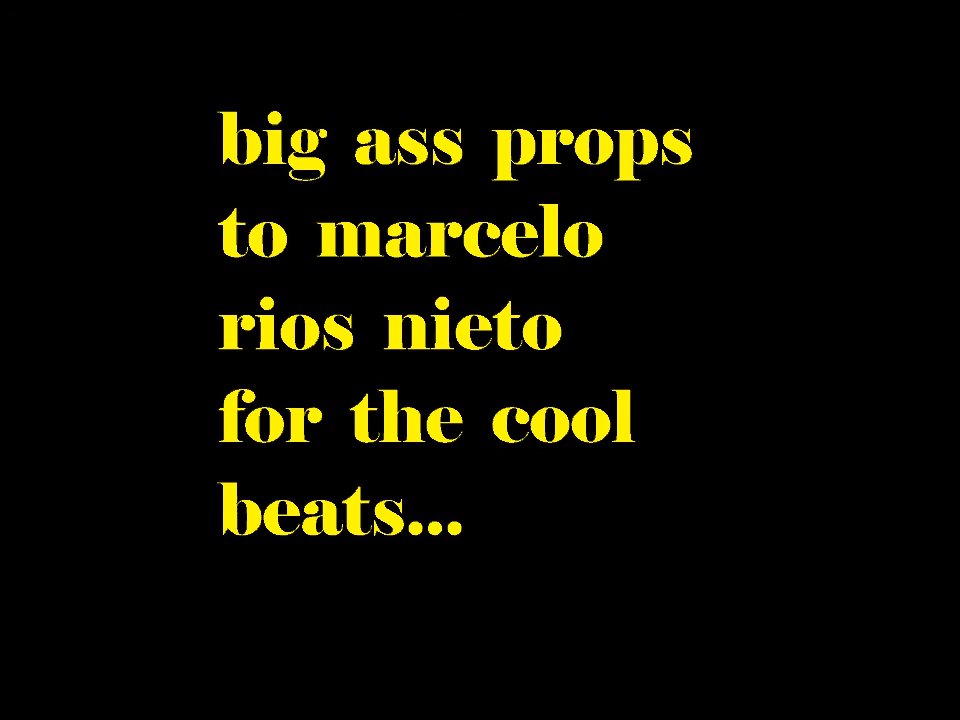 big ass props
to marcelo
rios nieto
for the cool
beats...